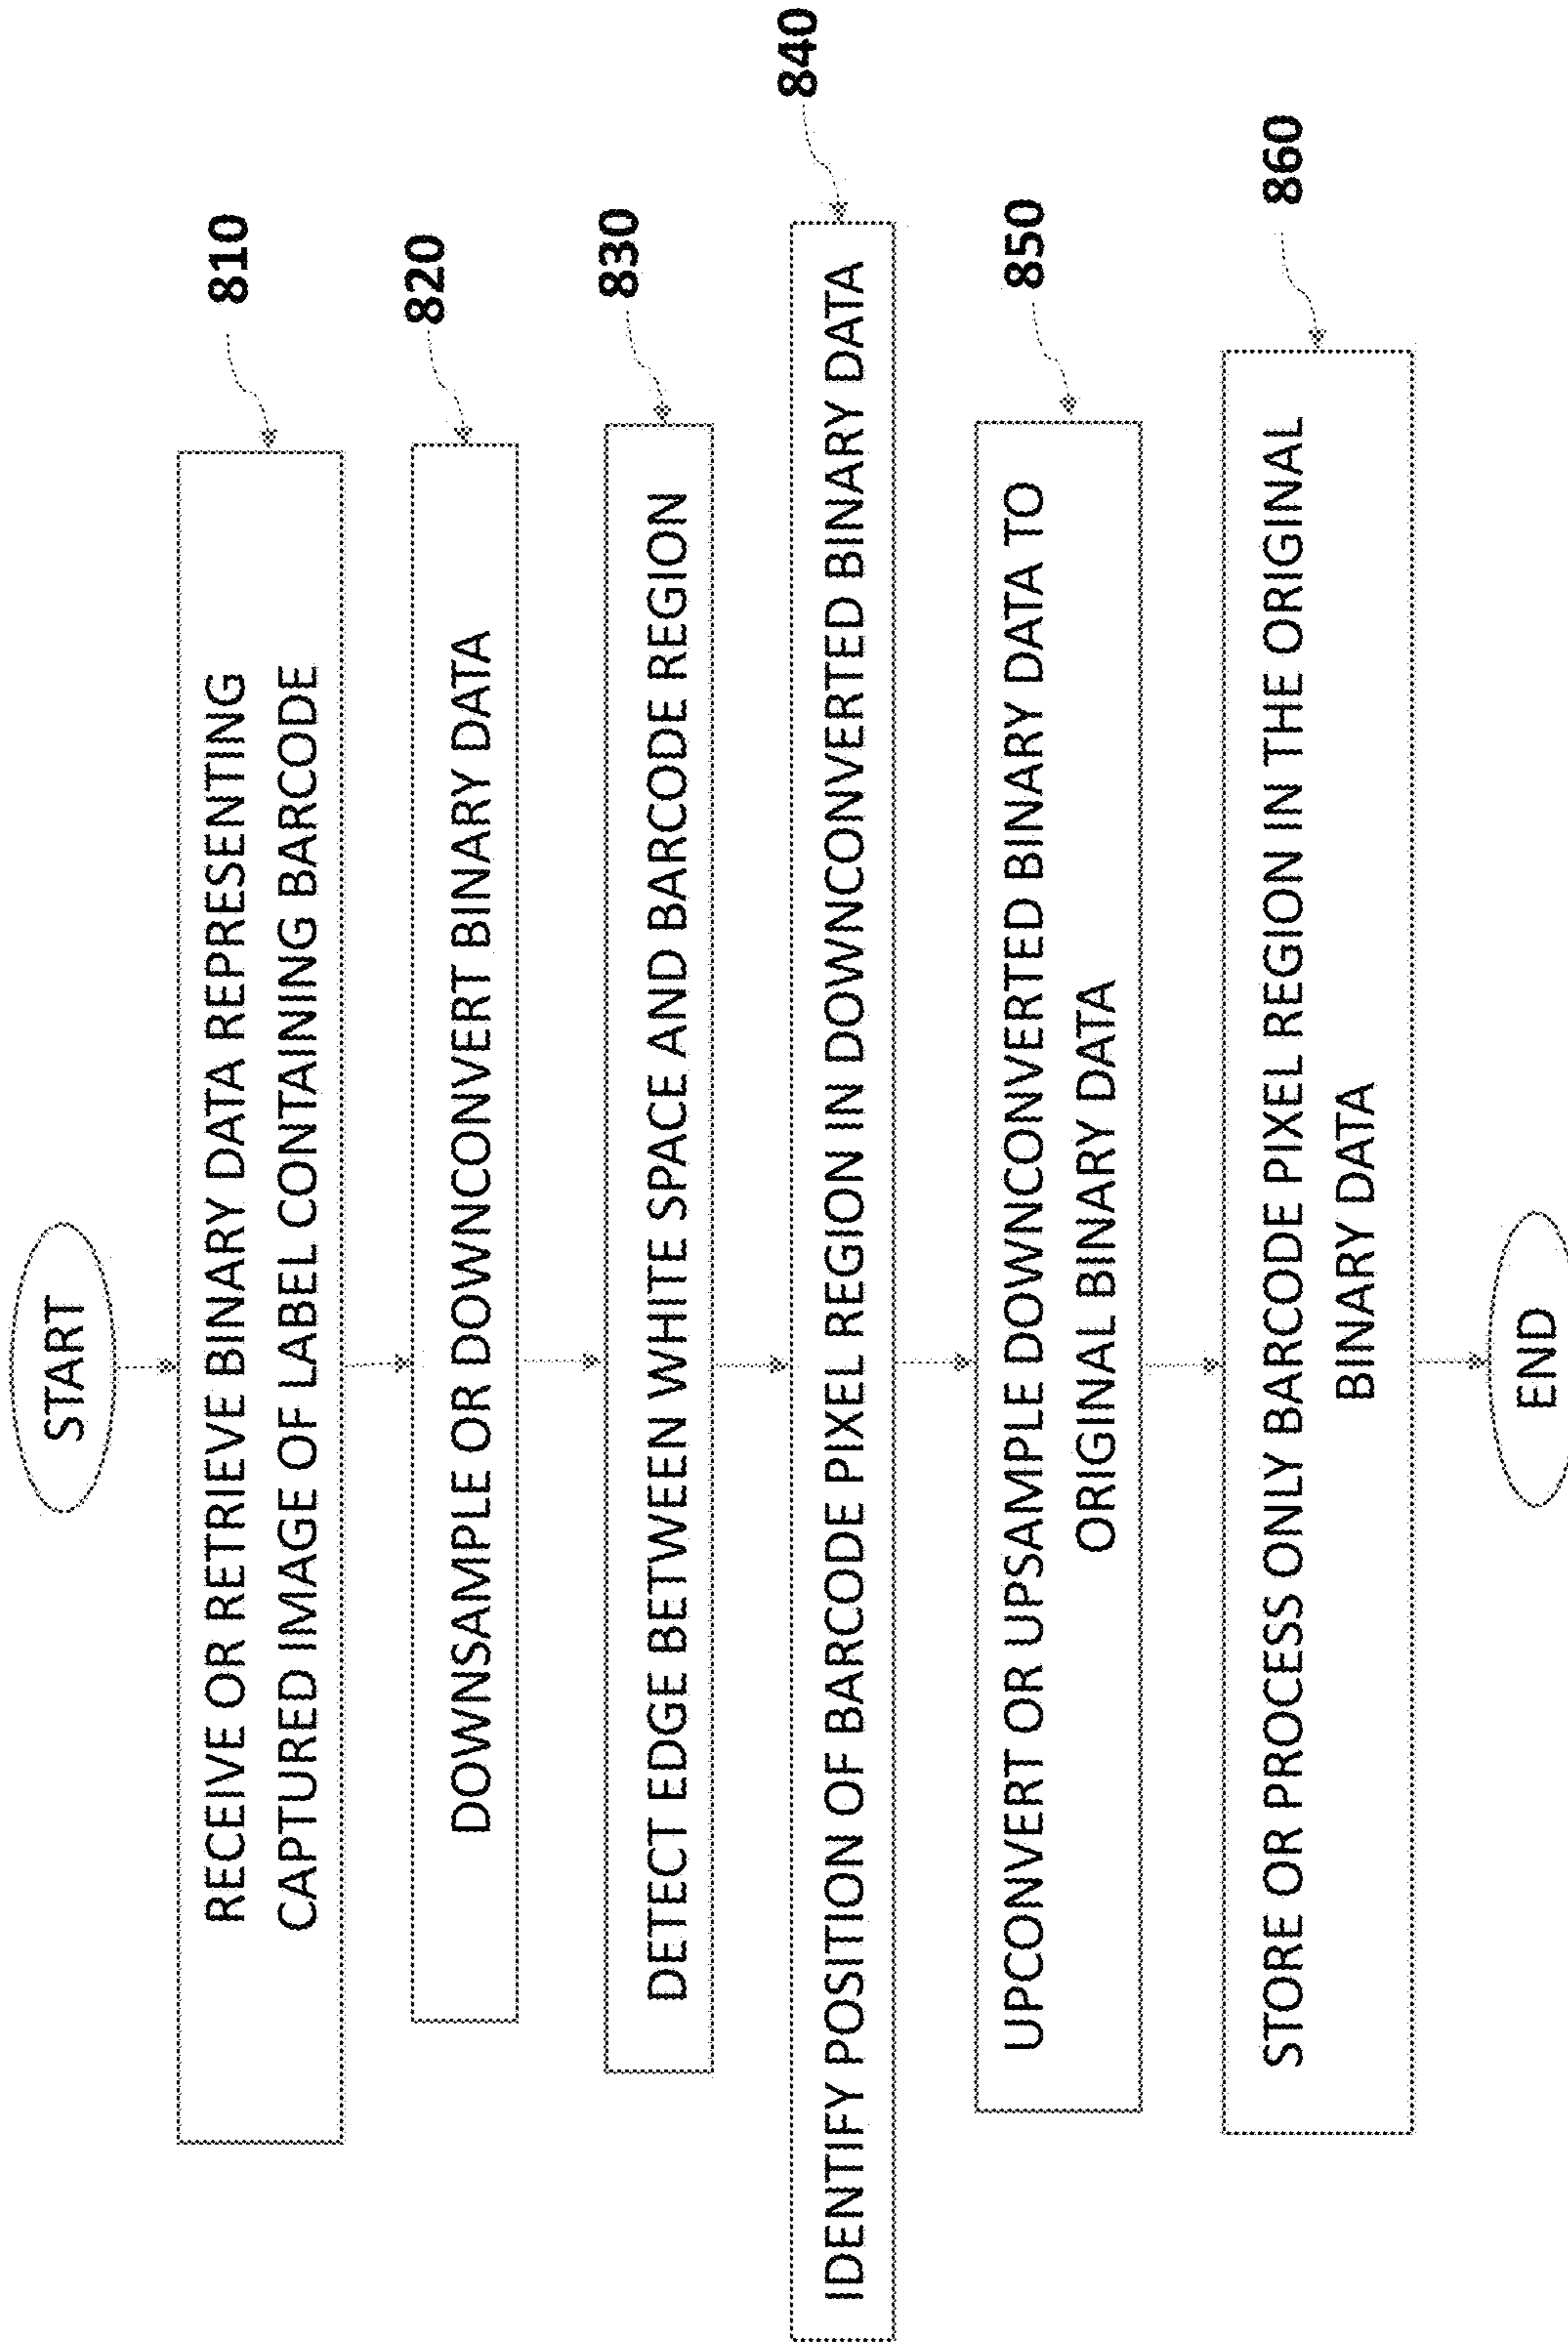 START
RECEIVE OR RETRIEVE BINARY DATA REPRESENTING
CAPTURED IMAGE OF LABEL CONTAINING BARCODE
810
DOWNSAMPLE OR DOWNCONVERT BINARY DATA
820
DETECT EDGE BETWEEN WHITE SPACE AND BARCODE REGION
830
IDENTIFY POSITION OF BARCODE PIXEL REGION IN DOWNCONVERTED BINARY DATA
840
UPCONVERT OR UPSAMPLE DOWNCONVERTED BINARY DATA TO
ORIGINAL BINARY DATA
850
STORE OR PROCESS ONLY BARCODE PIXEL REGION IN THE ORIGINAL
BINARY DATA
860
END